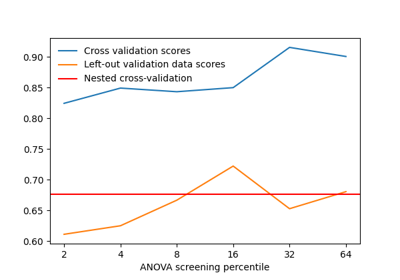 0.90
0.85
0.80
0.75
0.70
0.65
0.60
Cross validation scores
Left-out validation data scores
Nested cross-validation
2 4 8 16 32 64
ANOVA screening percentile